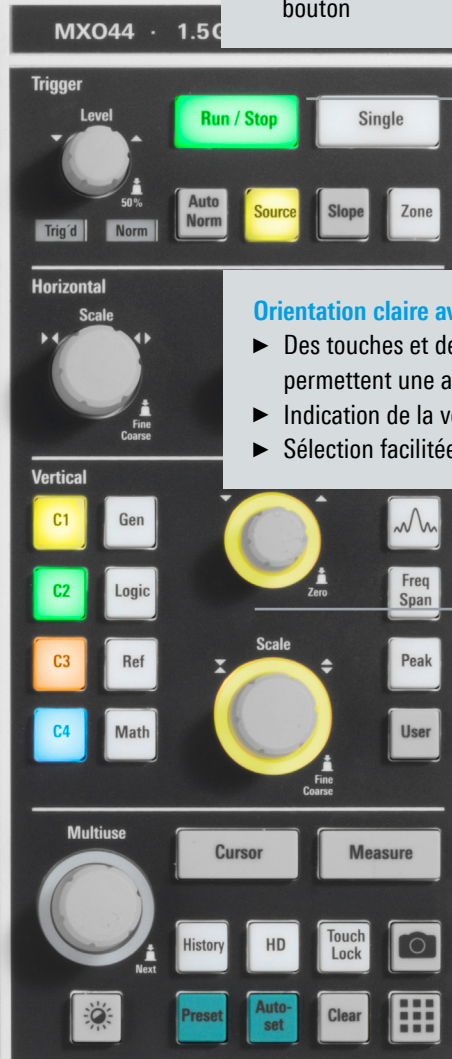 bouton
MXO44 · 1.5
Trigger
Level
50%
Trig´d Norm
Run / Stop
Single
Auto
Norm
Source
Slope
Zone
Horizontal
Scale
Fine
Coarse
Orientation claire
► Des touches et
permettent une
► Indication de la
► Sélection facilitée
Vertical
C1
Gen
C2
Logic
C3
Ref
C4
Math
Zero
Scale
Fine
Coarse
Freq
Span
Peak
User
Multiuse
Next
Cursor
Measure
History
HD
Touch
Lock
Preset
Auto-
set
Clear